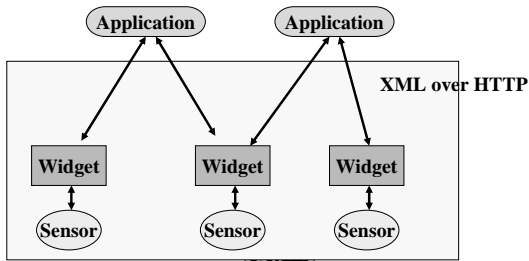 Application Application
XML over HTTP
Widget Widget Widget
Sensor Sensor Sensor